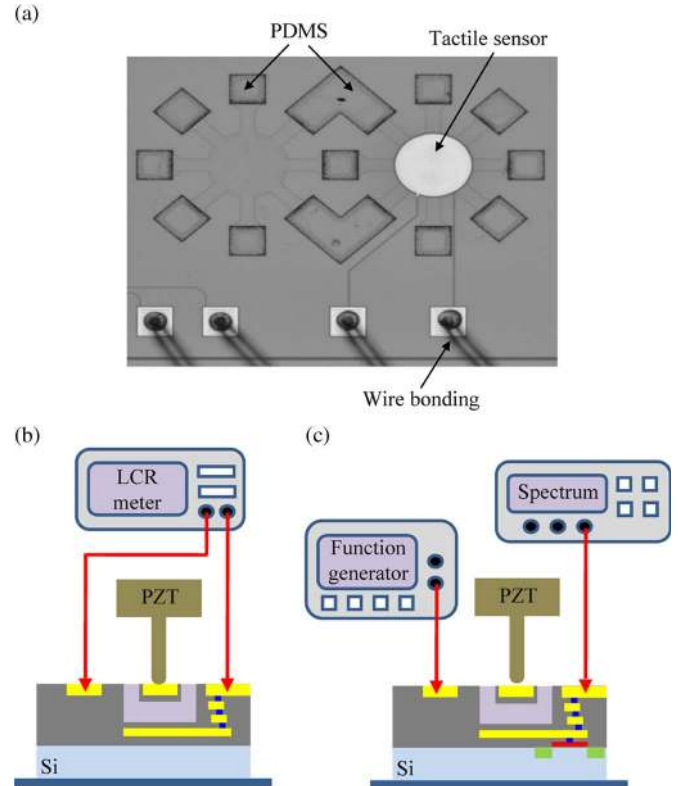 (a)
PDMS
Tactile sensor
Wire bonding
(b)
LCR
meter
PZT
Si
(c)
Function
generator
Spectrum
PZT
Si